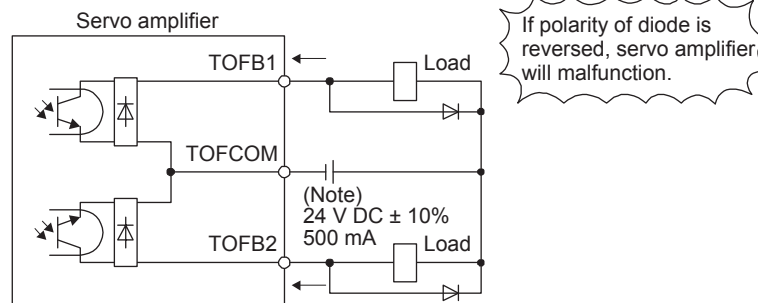 Servo amplifier
If polarity of diode is
reversed, servo amplifier
will malfunction.
TOFB1
Load
TOFCOM
(Note)
24 V DC ± 10%
500 mA
TOFB2
Load